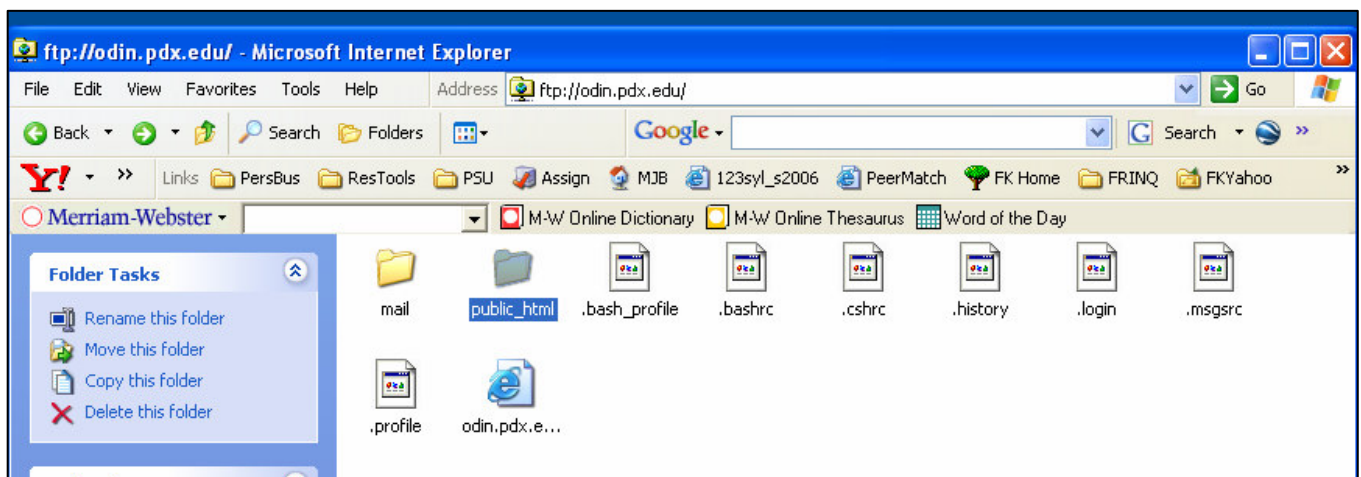 ftp://odin.pdx.edu/ - Microsoft Internet Explorer
File Edit View Favorites Tools Help Address ftp://odin.pdx.edu/ Go
Back Search Folders Google Search »
Y! » Links PersBus ResTools PSU Assign MJB 123syl_s2006 PeerMatch FK Home FRINQ FKYahoo »
Merriam-Webster M-W Online Dictionary M-W Online Thesaurus Word of the Day
Folder Tasks
Rename this folder
Move this folder
Copy this folder
Delete this folder
mail public_html .bash_profile .bashrc .cshrc .history .login .msgsrc
.profile odin.pdx.e...